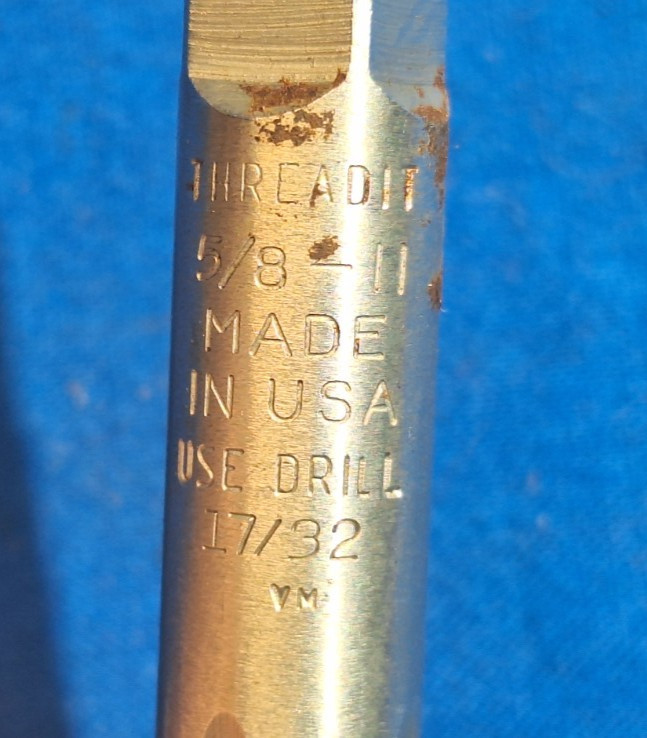 THREADIT
5/8-11
MADE
IN USA
USE DRILL
17/32
VM